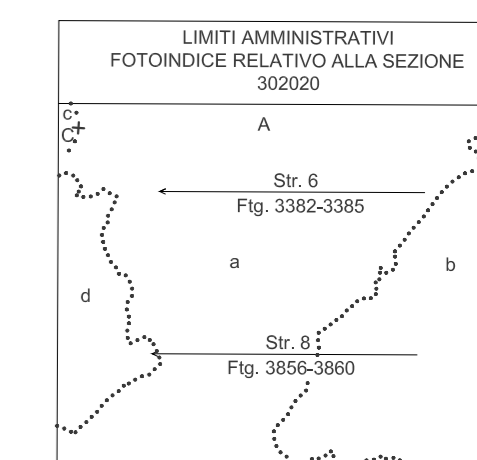 LIMITI AMMINISTRATIVI
FOTOINDICE RELATIVO ALLA SEZIONE
302020
c
C
A
Str. 6
Ftg. 3382-3385
a
b
d
Str. 8
Ftg. 3856-3860